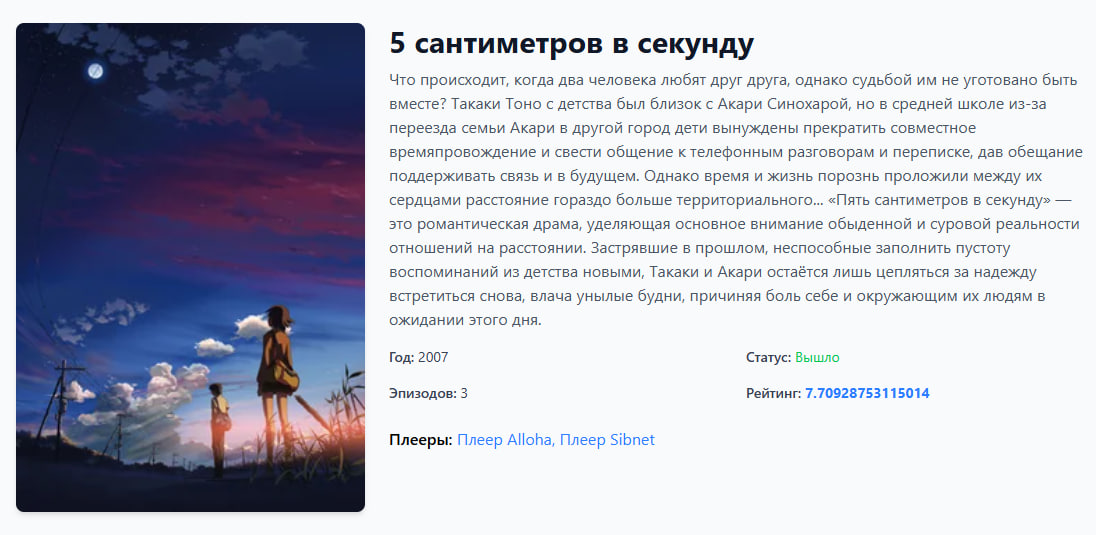 5 сантиметров в секунду
Что происходит, когда два человека любят друг друга, однако судьбой им не уготовано быть
вместе? Такаки Тоно с детства был близок с Акари Синохарой, но в средней школе из-за
переезда семьи Акари в другой город дети вынуждены прекратить совместное
времяпровождение и свести общение к телефонным разговорам и переписке, дав обещание
поддерживать связь и в будущем. Однако время и жизнь порознь проложили между их
сердцами расстояние гораздо больше территориального... «Пять сантиметров в секунду» —
это романтическая драма, уделяющая основное внимание обыденной и суровой реальности
отношений на расстоянии. Застрявшие в прошлом, неспособные заполнить пустоту
воспоминаний из детства новыми, Такаки и Акари остаётся лишь цепляться за надежду
встретиться снова, влача унылые будни, причиняя боль себе и окружающим их людям в
ожидании этого дня.
Год: 2007
Статус: Вышло
Эпизодов: 3
Рейтинг: 7.70928753115014
Плееры: Плеер Alloha, Плеер Sibnet